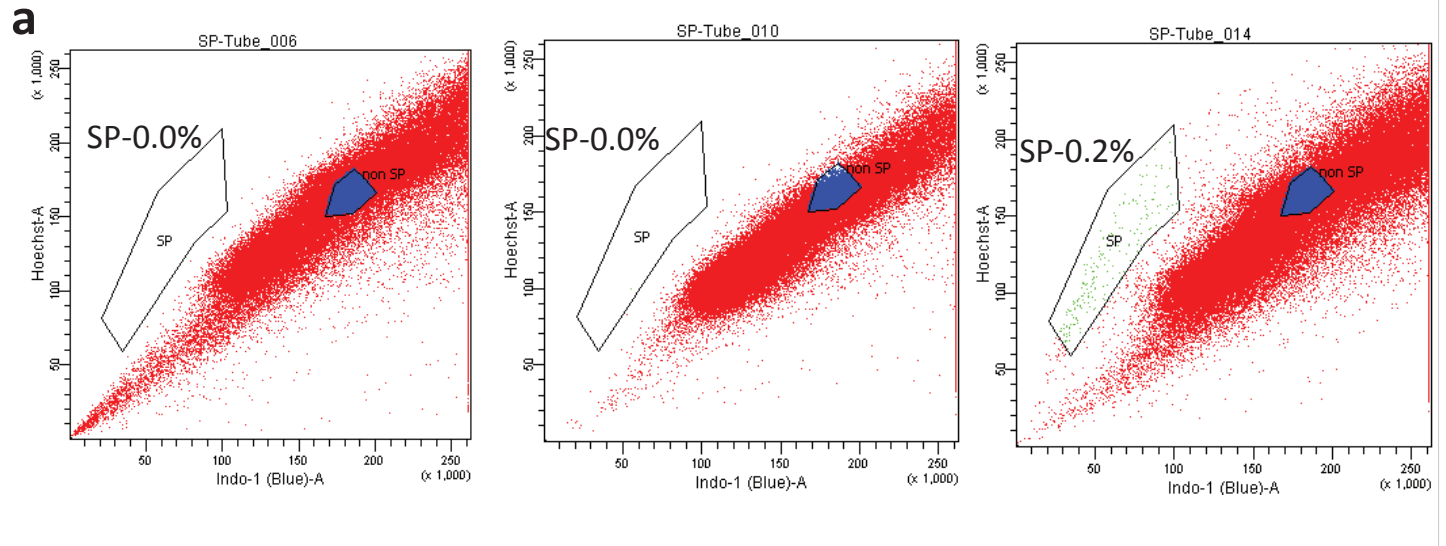 a
SP-Tube_006
(x 1,000)
250
200
150
100
50
Hoechst-A
SP-0.0%
SP
non SP
50 100 150 200 250
Indo-1 (Blue)-A (x 1,000)
SP-Tube_010
(x 1,000)
250
200
150
100
50
Hoechst-A
SP-0.0%
SP
non SP
50 100 150 200 250
Indo-1 (Blue)-A (x 1,000)
SP-Tube_014
(x 1,000)
250
200
150
100
50
Hoechst-A
SP-0.2%
SP
non SP
50 100 150 200 250
Indo-1 (Blue)-A (x 1,000)